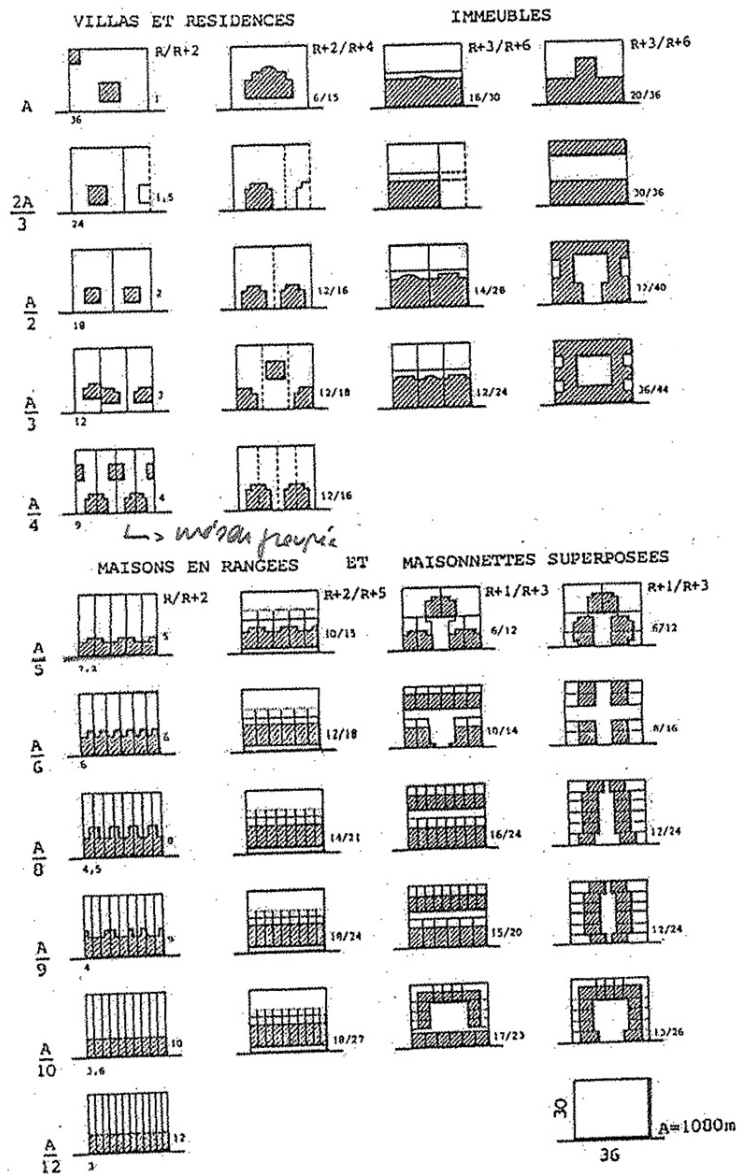 VILLAS ET RESIDENCES IMMEUBLES
R/R+2 R+2/R+4 R+3/R+6 R+3/R+6
A 36 1 6/15 16/30 20/36
2A/3 24 1,5 30/36
A/2 18 2 12/16 14/28 32/40
A/3 12 3 12/18 12/24 36/44
A/4 9 4 12/16
MAISONS EN RANGEES ET MAISONNETTES SUPERPOSEES
R/R+2 R+2/R+5 R+1/R+3 R+1/R+3
A/5 7,2 5 10/15 6/12 6/12
A/6 6 6 12/18 10/14 8/16
A/8 4,5 8 14/21 16/24 12/24
A/9 4 9 18/24 15/20 12/24
A/10 3,6 10 18/27 17/23 13/26
A/12 3 12
30 A=1080m
36